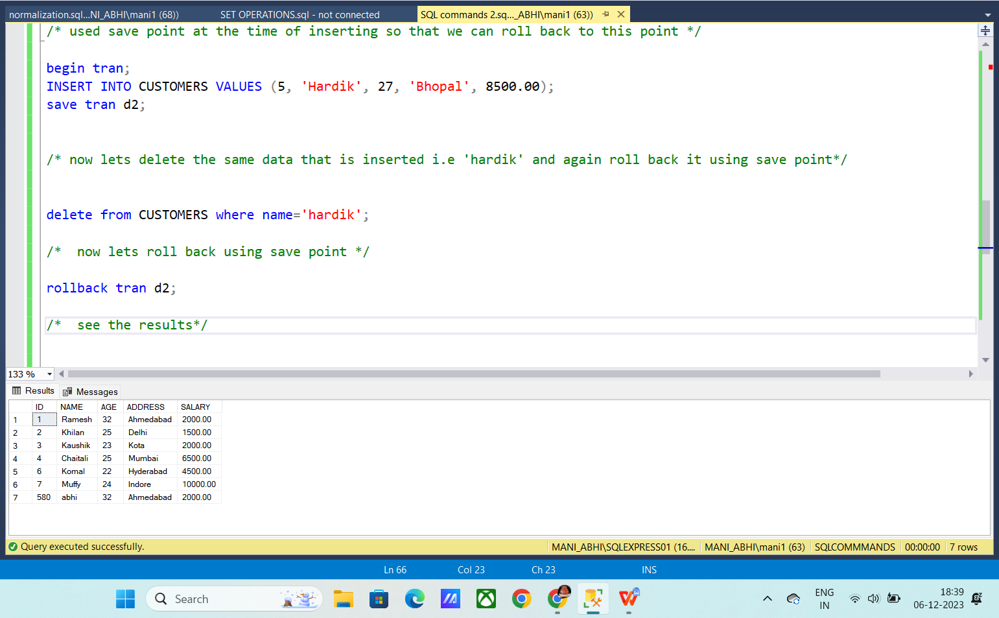 normalization.sql...NI_ABHI\mani1 (68)) SET OPERATIONS.sql - not connected SQL commands 2.sq..._ABHI\mani1 (63))
/* used save point at the time of inserting so that we can roll back to this point */
begin tran;
INSERT INTO CUSTOMERS VALUES (5, 'Hardik', 27, 'Bhopal', 8500.00);
save tran d2;
/* now lets delete the same data that is inserted i.e 'hardik' and again roll back it using save point*/
delete from CUSTOMERS where name='hardik';
/*  now lets roll back using save point */
rollback tran d2;
/*  see the results*/
133 %
Results Messages
ID NAME AGE ADDRESS SALARY
1 1 Ramesh 32 Ahmedabad 2000.00
2 2 Khilan 25 Delhi 1500.00
3 3 Kaushik 23 Kota 2000.00
4 4 Chaitali 25 Mumbai 6500.00
5 6 Komal 22 Hyderabad 4500.00
6 7 Muffy 24 Indore 10000.00
7 580 abhi 32 Ahmedabad 2000.00
Query executed successfully. MANI_ABHI\SQLEXPRESS01 (16.... MANI_ABHI\mani1 (63) SQLCOMMMANDS 00:00:00 7 rows
Ln 66 Col 23 Ch 23 INS
Search ENG 18:39
IN 06-12-2023